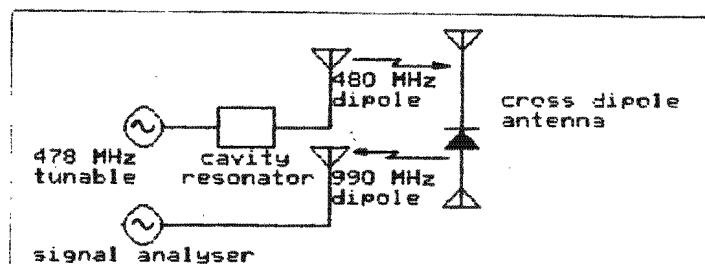 480 MHz
dipole
cross dipole
antenna
478 MHz
tunable
cavity
resonator
990 MHz
dipole
signal analyser